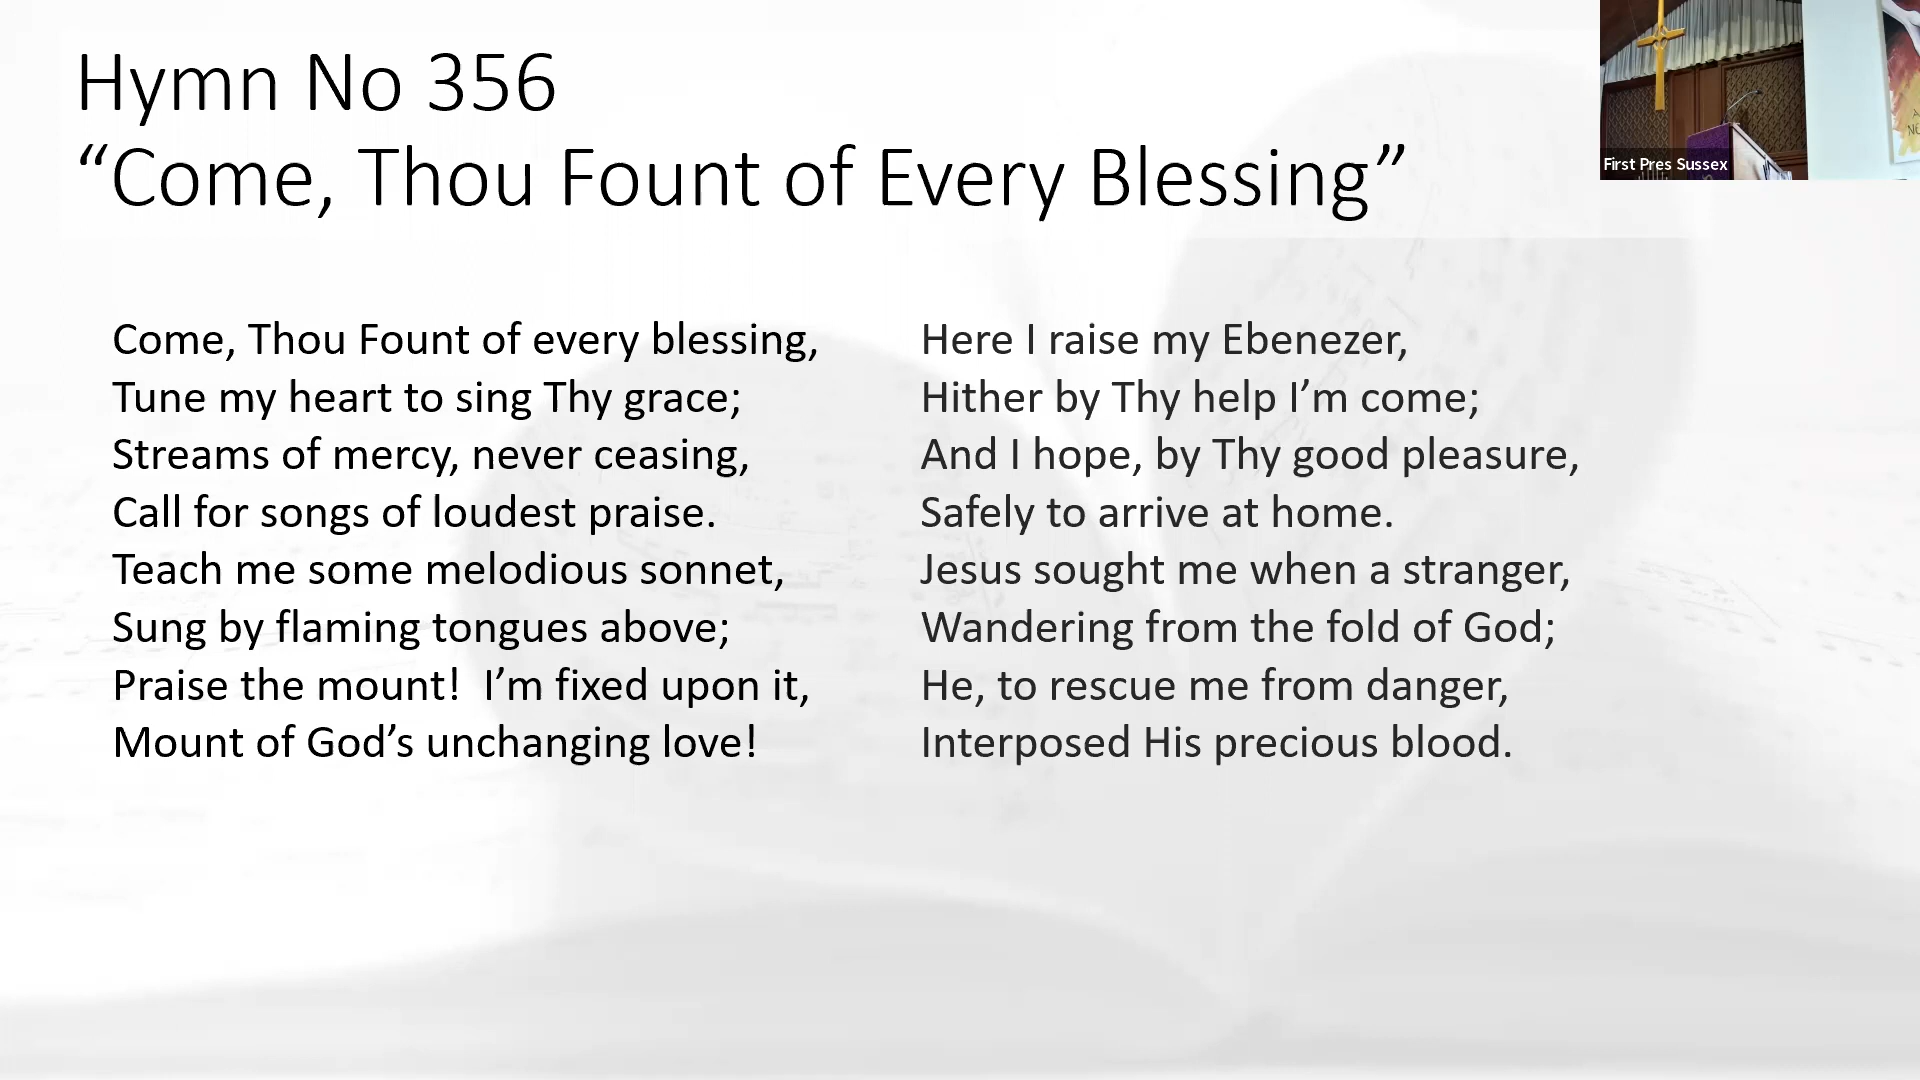 Hymn No 356
“Come, Thou Fount of Every Blessing”
First Pres Sussex
Come, Thou Fount of every blessing,
Tune my heart to sing Thy grace;
Streams of mercy, never ceasing,
Call for songs of loudest praise.
Teach me some melodious sonnet,
Sung by flaming tongues above;
Praise the mount!  I’m fixed upon it,
Mount of God’s unchanging love!
Here I raise my Ebenezer,
Hither by Thy help I’m come;
And I hope, by Thy good pleasure,
Safely to arrive at home.
Jesus sought me when a stranger,
Wandering from the fold of God;
He, to rescue me from danger,
Interposed His precious blood.